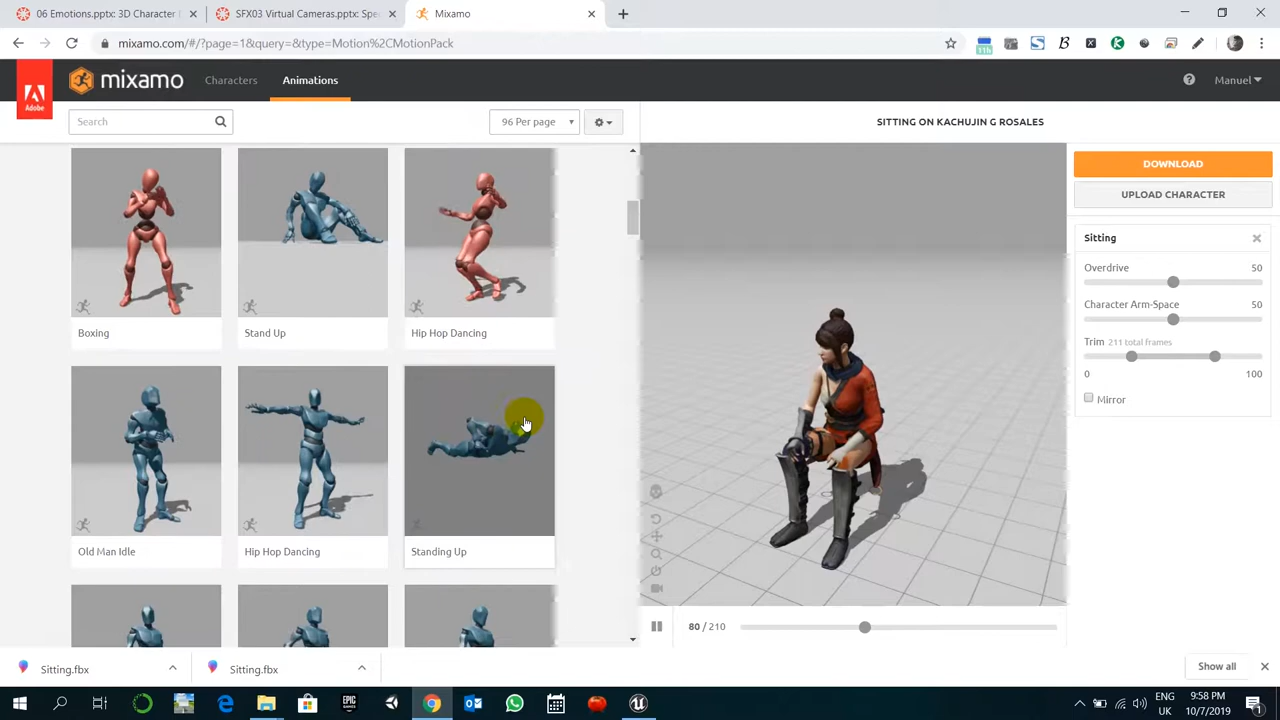 06 Emotions.pptx: 3D Character F
SFX03 Virtual Cameras.pptx: Spe
Mixamo
mixamo.com/#/?page=1&query=&type=Motion%2CMotionPack
11h
Adobe
mixamo
Characters
Animations
Manuel
Search
96 Per page
SITTING ON KACHUJIN G ROSALES
DOWNLOAD
UPLOAD CHARACTER
Sitting
Overdrive 50
Character Arm-Space 50
Trim 211 total frames
0 100
Mirror
Boxing
Stand Up
Hip Hop Dancing
Old Man Idle
Hip Hop Dancing
Standing Up
80 / 210
Sitting.fbx
Sitting.fbx
Show all
EPIC GAMES
ENG
UK
9:58 PM
10/7/2019